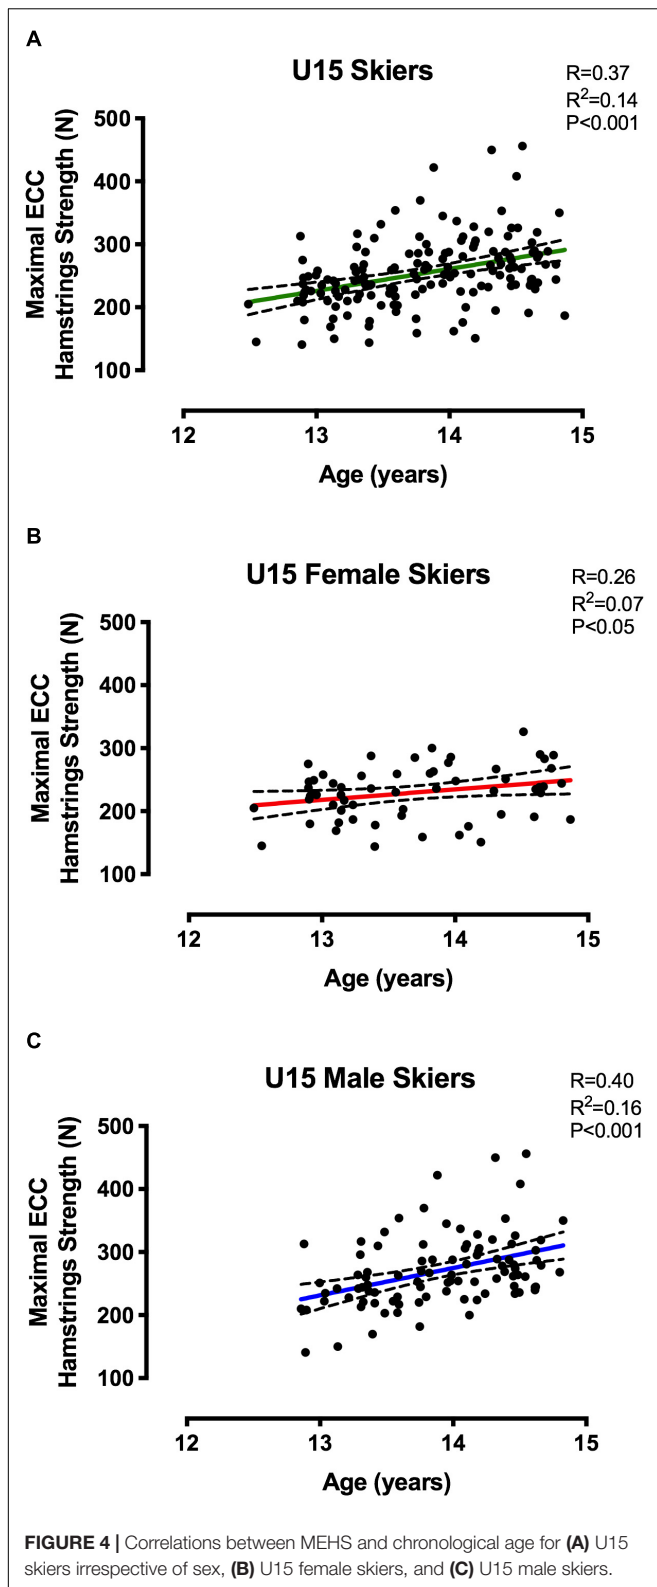 A
U15 Skiers
R=0.37
R²=0.14
P<0.001
Maximal ECC
Hamstrings Strength (N)
500
400
300
200
100
12 13 14 15
Age (years)
B
U15 Female Skiers
R=0.26
R²=0.07
P<0.05
Maximal ECC
Hamstrings Strength (N)
500
400
300
200
100
12 13 14 15
Age (years)
C
U15 Male Skiers
R=0.40
R²=0.16
P<0.001
Maximal ECC
Hamstrings Strength (N)
500
400
300
200
100
12 13 14 15
Age (years)
FIGURE 4 | Correlations between MEHS and chronological age for (A) U15
skiers irrespective of sex, (B) U15 female skiers, and (C) U15 male skiers.